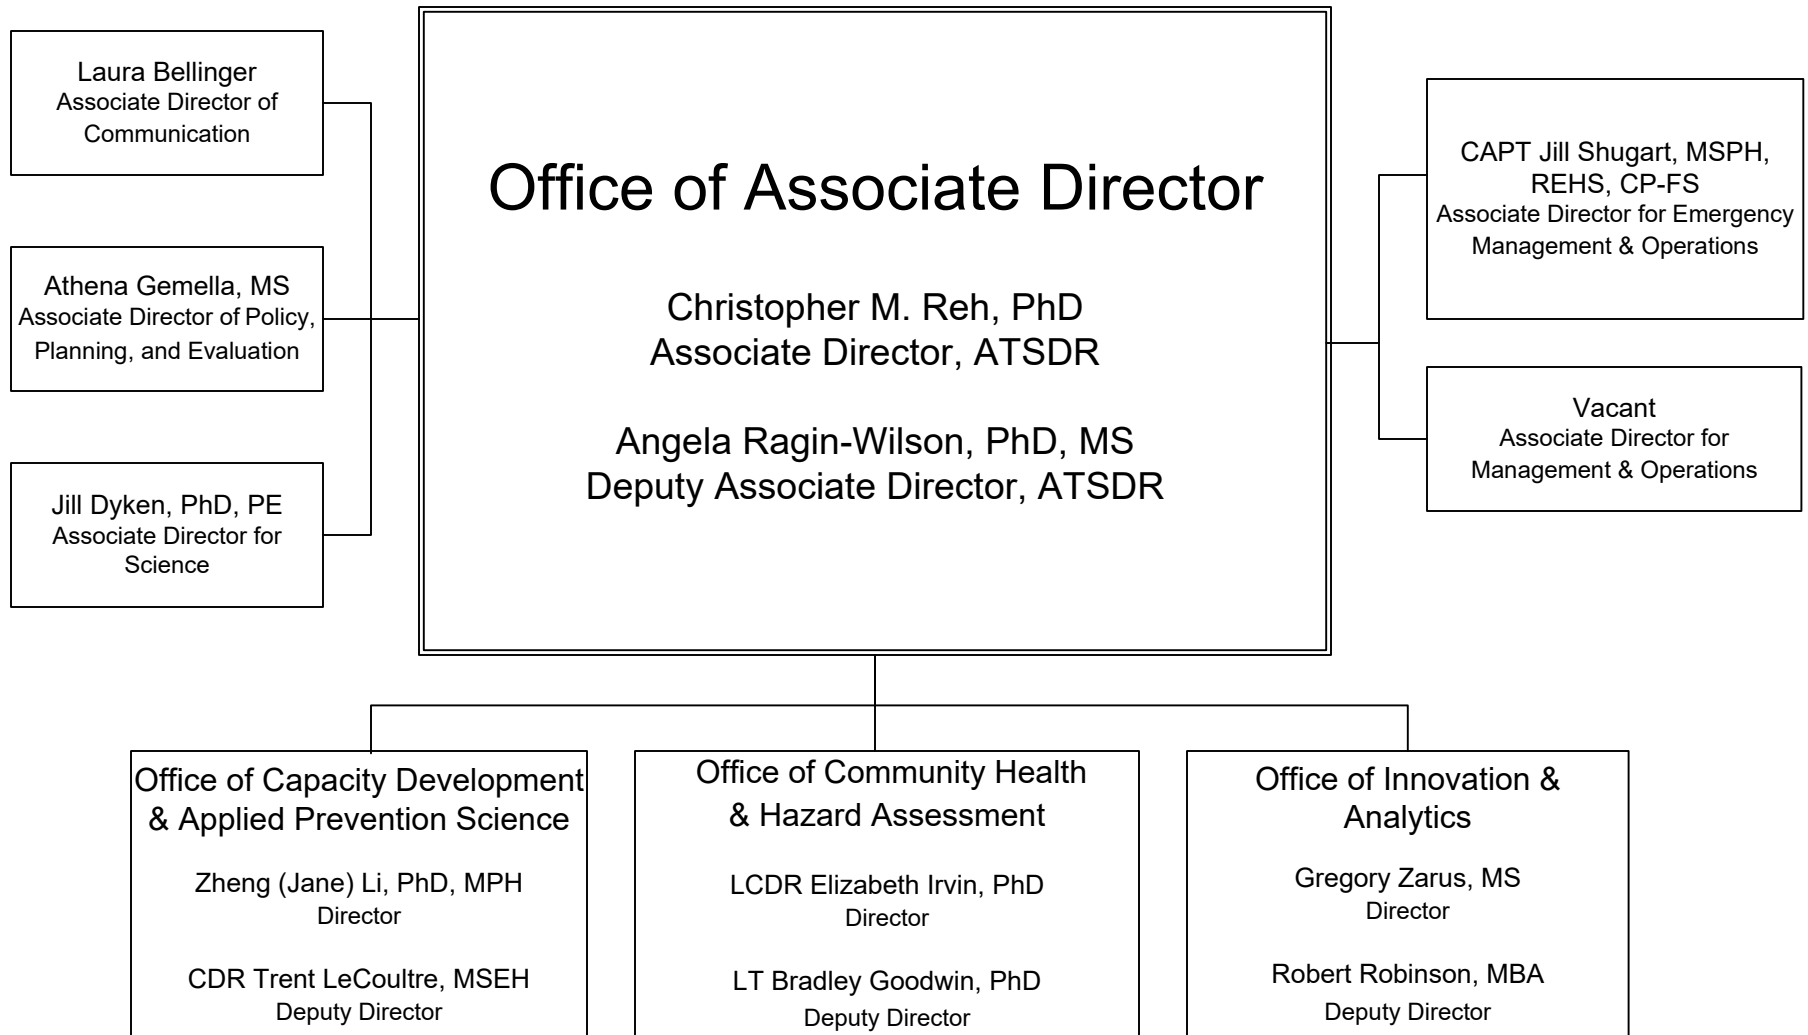 Laura Bellinger
Associate Director of
Communication
Athena Gemella, MS
Associate Director of Policy,
Planning, and Evaluation
Jill Dyken, PhD, PE
Associate Director for
Science
Office of Associate Director
Christopher M. Reh, PhD
Associate Director, ATSDR
Angela Ragin-Wilson, PhD, MS
Deputy Associate Director, ATSDR
CAPT Jill Shugart, MSPH,
REHS, CP-FS
Associate Director for Emergency
Management & Operations
Vacant
Associate Director for
Management & Operations
Office of Capacity Development
& Applied Prevention Science
Zheng (Jane) Li, PhD, MPH
Director
CDR Trent LeCoultre, MSEH
Deputy Director
Office of Community Health
& Hazard Assessment
LCDR Elizabeth Irvin, PhD
Director
LT Bradley Goodwin, PhD
Deputy Director
Office of Innovation &
Analytics
Gregory Zarus, MS
Director
Robert Robinson, MBA
Deputy Director